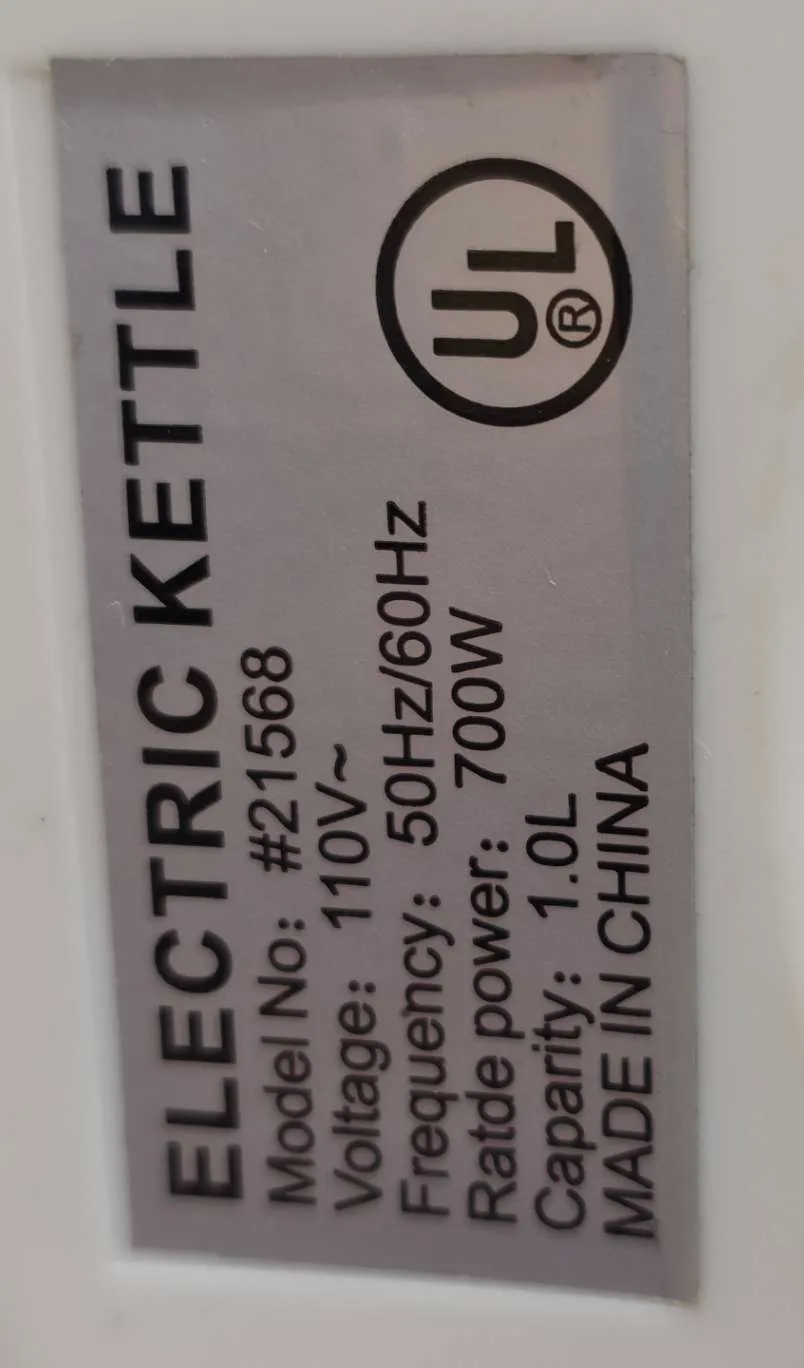 ELECTRIC KETTLE
Model No: #21568
Voltage: 110V~
Frequency: 50Hz/60Hz
Ratde power: 700W
Caparity: 1.0L
MADE IN CHINA
UL®